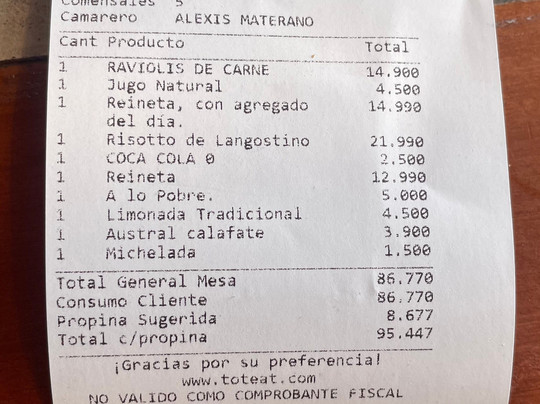 Comensales 5
Camarero ALEXIS MATERANO
Cant Producto Total
1 RAVIOLIS DE CARNE 14.900
1 Jugo Natural 4.500
1 Reineta, con agregado 14.990
del día.
1 Risotto de Langostino 21.990
1 COCA COLA 0 2.500
1 Reineta 12.990
1 A lo Pobre. 5.000
1 Limonada Tradicional 4.500
1 Austral calafate 3.900
1 Michelada 1.500
Total General Mesa 86.770
Consumo Cliente 86.770
Propina Sugerida 8.677
Total c/propina 95.447
¡Gracias por su preferencia!
www.toteat.com
NO VALIDO COMO COMPROBANTE FISCAL